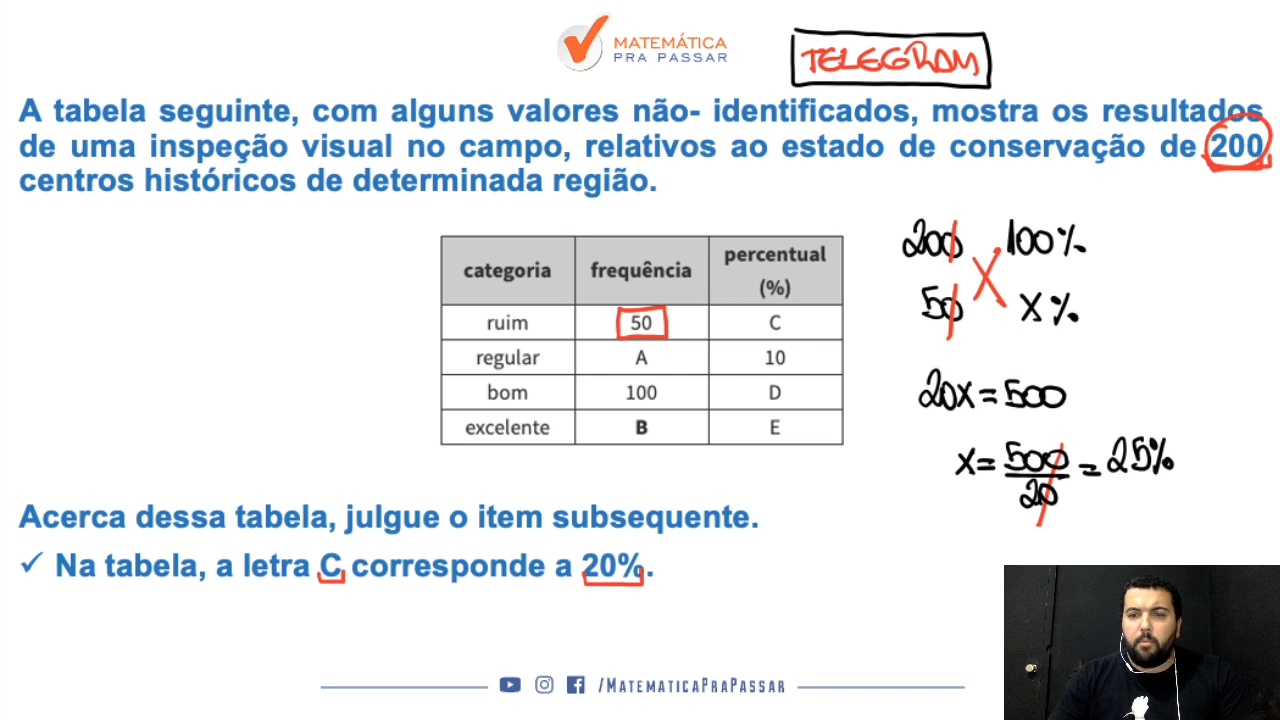 MATEMÁTICA
PRA PASSAR
TELEGRAM
A tabela seguinte, com alguns valores não- identificados, mostra os resultados
de uma inspeção visual no campo, relativos ao estado de conservação de 200
centros históricos de determinada região.
categoria frequência percentual (%)
ruim 50 C
regular A 10
bom 100 D
excelente B E
200 100%
50 x%
20x = 500
x = 500/20 = 25%
Acerca dessa tabela, julgue o item subsequente.
✓ Na tabela, a letra C corresponde a 20%.
/MatematicaPraPassar